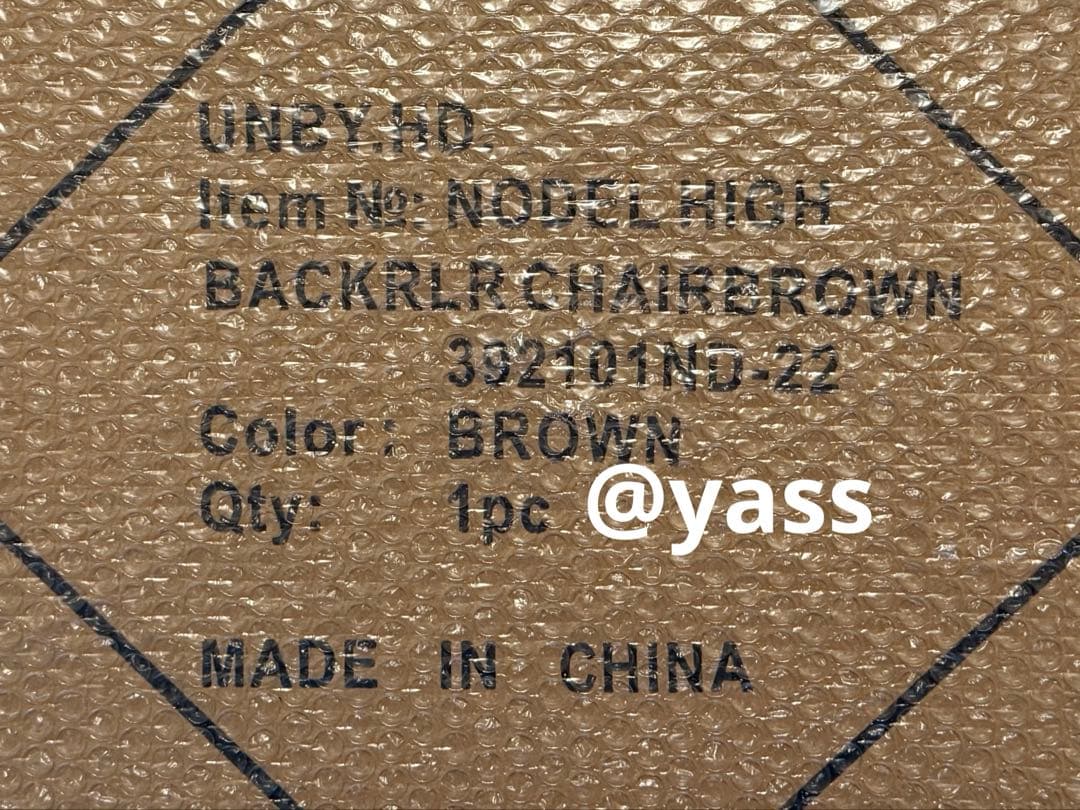 UNBY.HD.
Item №: NODEL HIGH
BACKRLR CHAIRBROWN
392101ND-22
Color: BROWN
Qty: 1pc
@yass
MADE IN CHINA